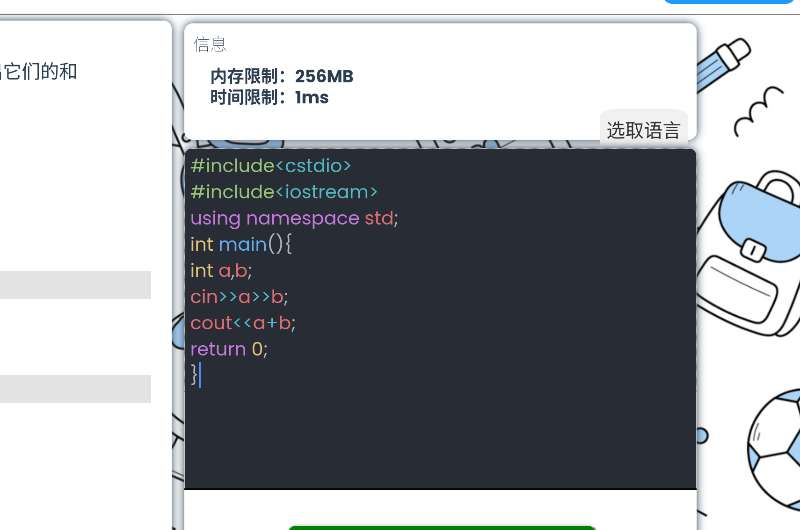 它们的和
信息
内存限制：256MB
时间限制：1ms
选取语言
#include<cstdio>
#include<iostream>
using namespace std;
int main(){
int a,b;
cin>>a>>b;
cout<<a+b;
return 0;
}